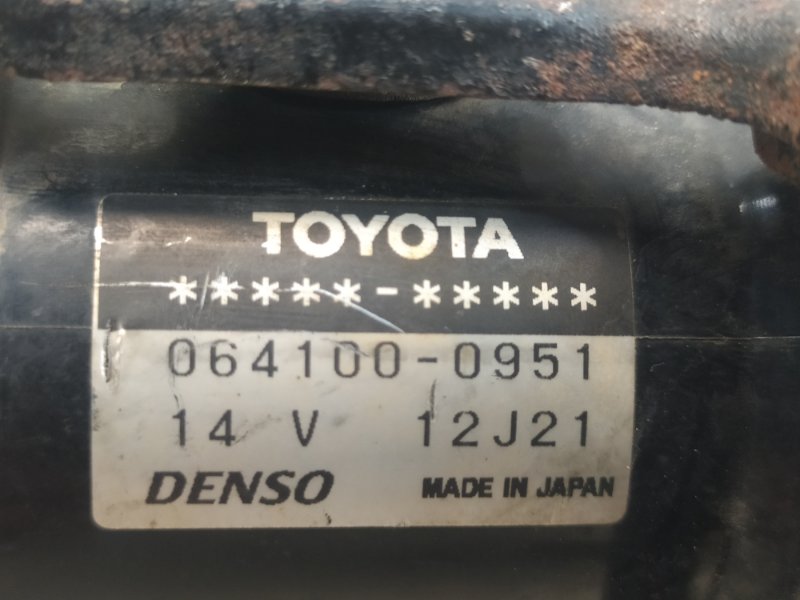 TOYOTA
*****-*****
064100-0951
14 V 12J21
DENSO MADE IN JAPAN